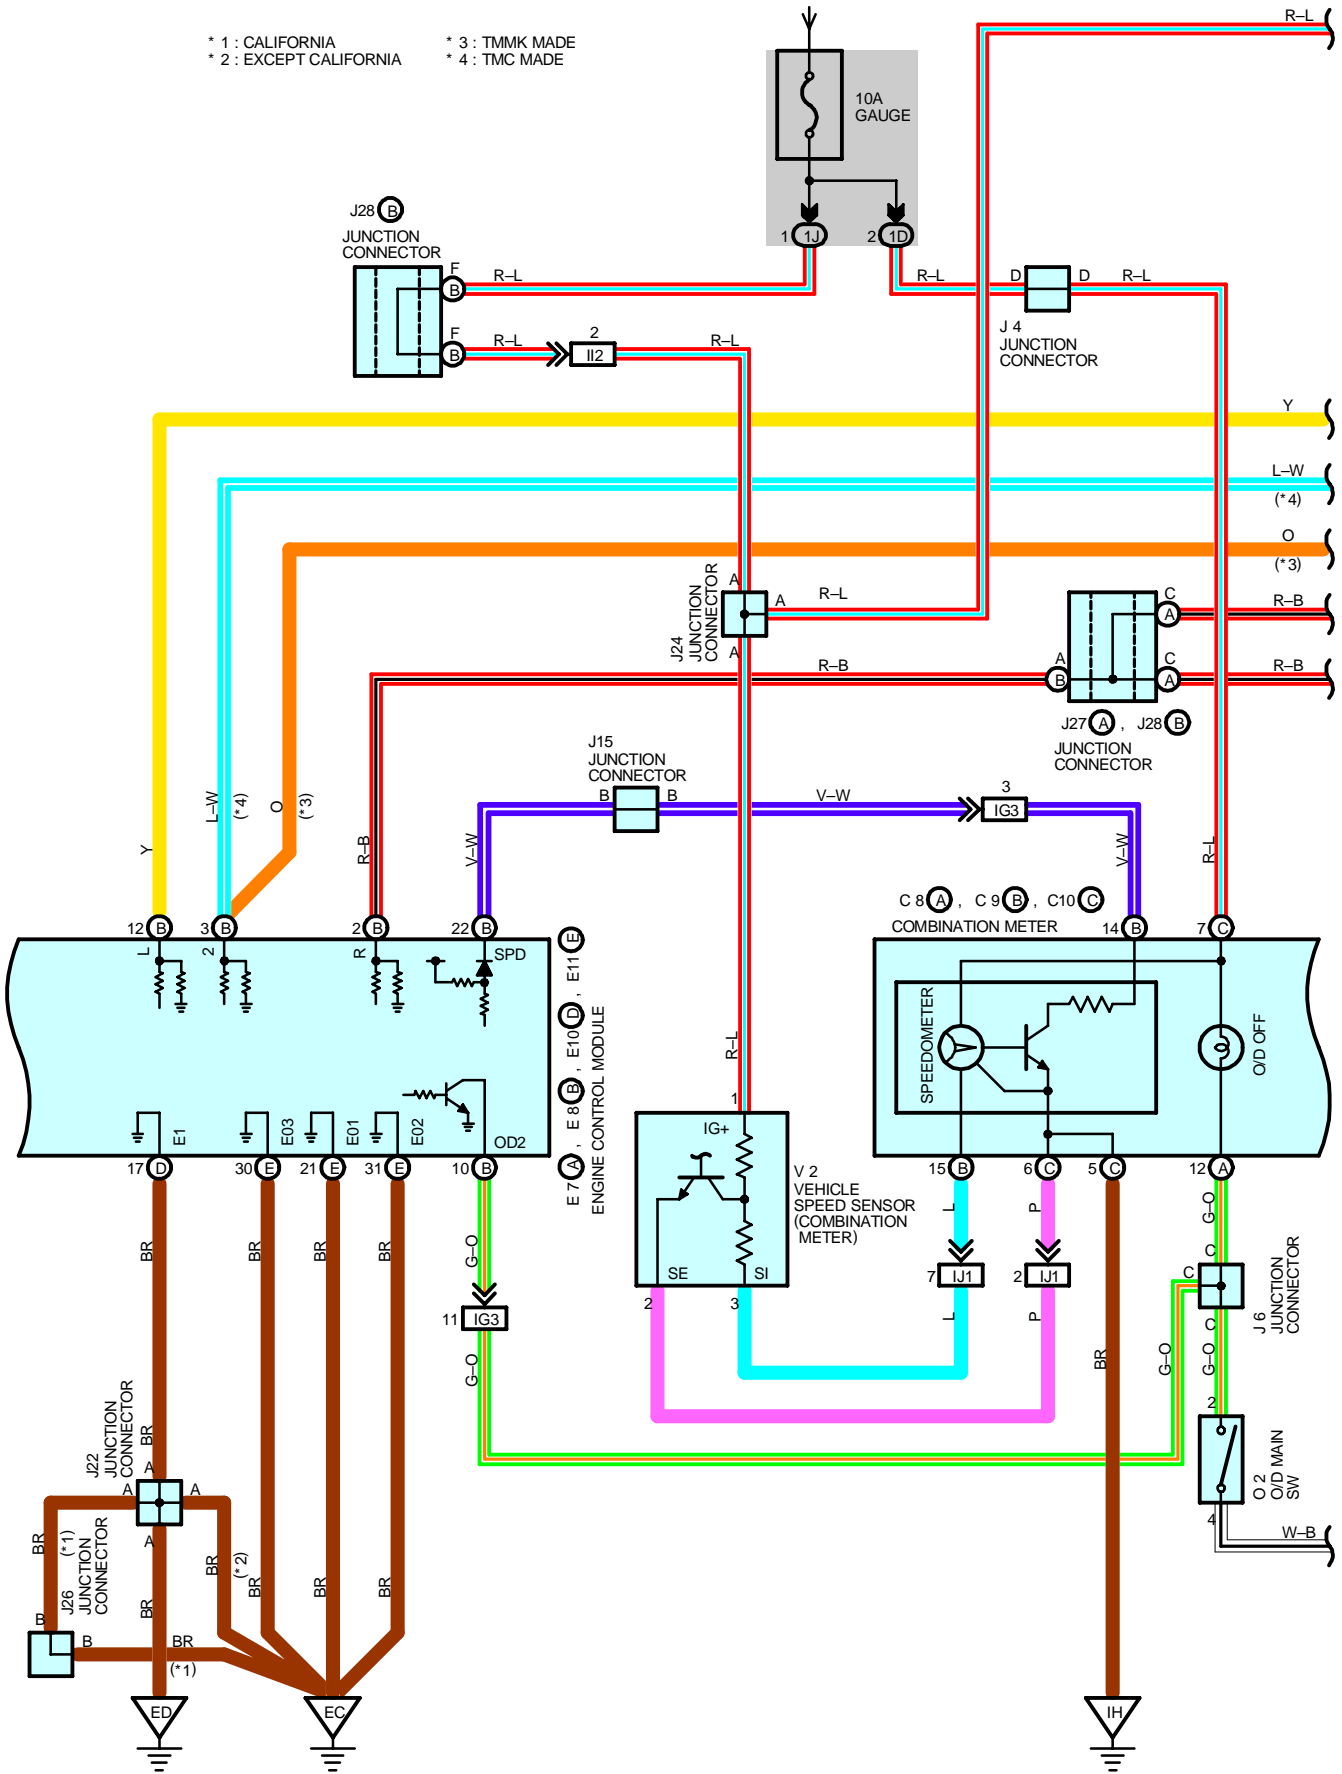 * 1 : CALIFORNIA
* 2 : EXCEPT CALIFORNIA
* 3 : TMMK MADE
* 4 : TMC MADE
R–L
10A
GAUGE
1 1J
2 1D
J28 B
JUNCTION
CONNECTOR
F
B
R–L
F
B
R–L
2
II2
R–L
R–L
D
D
R–L
J 4
JUNCTION
CONNECTOR
Y
L–W
(*4)
O
(*3)
J24
JUNCTION
CONNECTOR
A
A
A
R–L
C
A
R–B
A
B
C
A
R–B
R–B
J27 A , J28 B
JUNCTION
CONNECTOR
J15
JUNCTION
CONNECTOR
B
B
V–W
3
IG3
Y
L–W
(*4)
O
(*3)
R–B
V–W
V–W
R–L
C 8 A , C 9 B , C10 C
COMBINATION METER
12 B
3 B
2 B
22 B
14 B
7 C
L
2
R
SPD
E 7 A , E 8 B , E10 D , E11 E
ENGINE CONTROL MODULE
SPEEDOMETER
O/D OFF
R–L
E1
E03
E01
E02
OD2
17 D
30 E
21 E
31 E
10 B
1
IG+
SE
SI
2
3
V 2
VEHICLE
SPEED SENSOR
(COMBINATION
METER)
15 B
6 C
5 C
12 A
BR
BR
BR
BR
G–O
L
P
G–O
7 IJ1
2 IJ1
11 IG3
G–O
L
P
BR
G–O
G–O
C
C
C
J 6
JUNCTION
CONNECTOR
2
4
O 2
O/D MAIN
SW
W–B
J22
JUNCTION
CONNECTOR
BR
A
A
A
A
BR
(*1)
J26
JUNCTION
CONNECTOR
BR
BR
(*2)
BR
BR
BR
B
B
BR
(*1)
ED
EC
IH